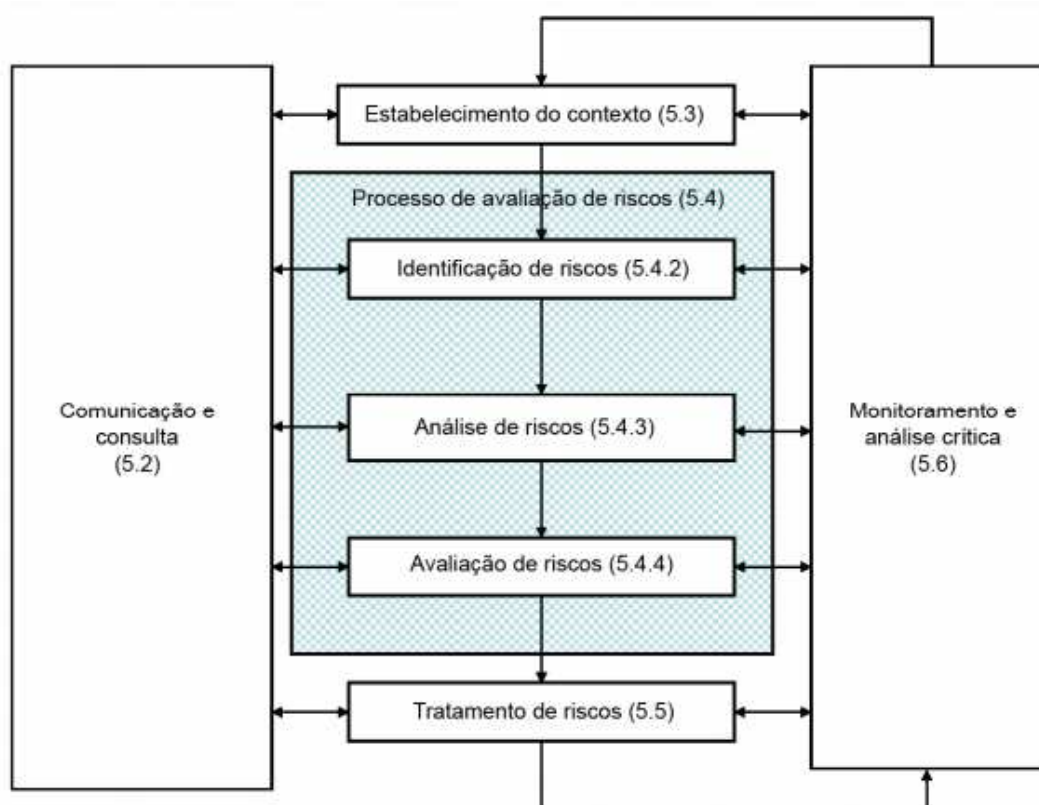 Estabelecimento do contexto (5.3)
Processo de avaliação de riscos (5.4)
Identificação de riscos (5.4.2)
Comunicação e
consulta
(5.2)
Análise de riscos (5.4.3)
Monitoramento e
análise crítica
(5.6)
Avaliação de riscos (5.4.4)
Tratamento de riscos (5.5)